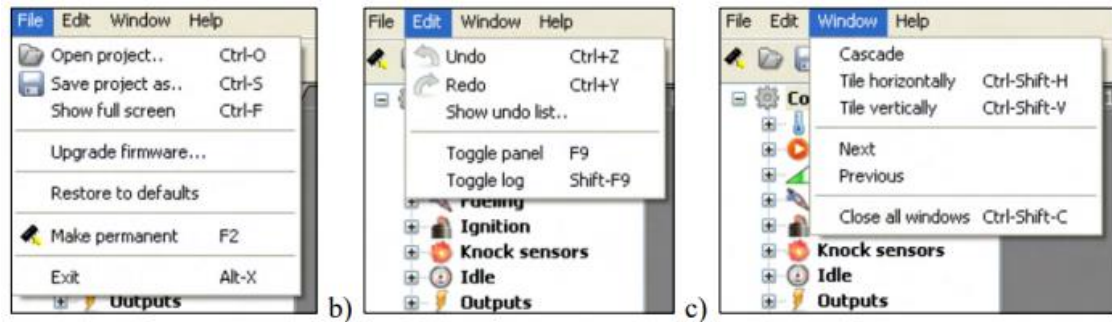 File Edit Window Help
Open project.. Ctrl-O
Save project as.. Ctrl-S
Show full screen Ctrl-F
Upgrade firmware...
Restore to defaults
Make permanent F2
Exit Alt-X
Outputs
b)
File Edit Window Help
Undo Ctrl+Z
Redo Ctrl+Y
Show undo list..
Toggle panel F9
Toggle log Shift-F9
Fueling
Ignition
Knock sensors
Idle
Outputs
c)
File Edit Window Help
Cascade
Tile horizontally Ctrl-Shift-H
Tile vertically Ctrl-Shift-V
Co
Next
Previous
Close all windows Ctrl-Shift-C
Knock sensors
Idle
Outputs